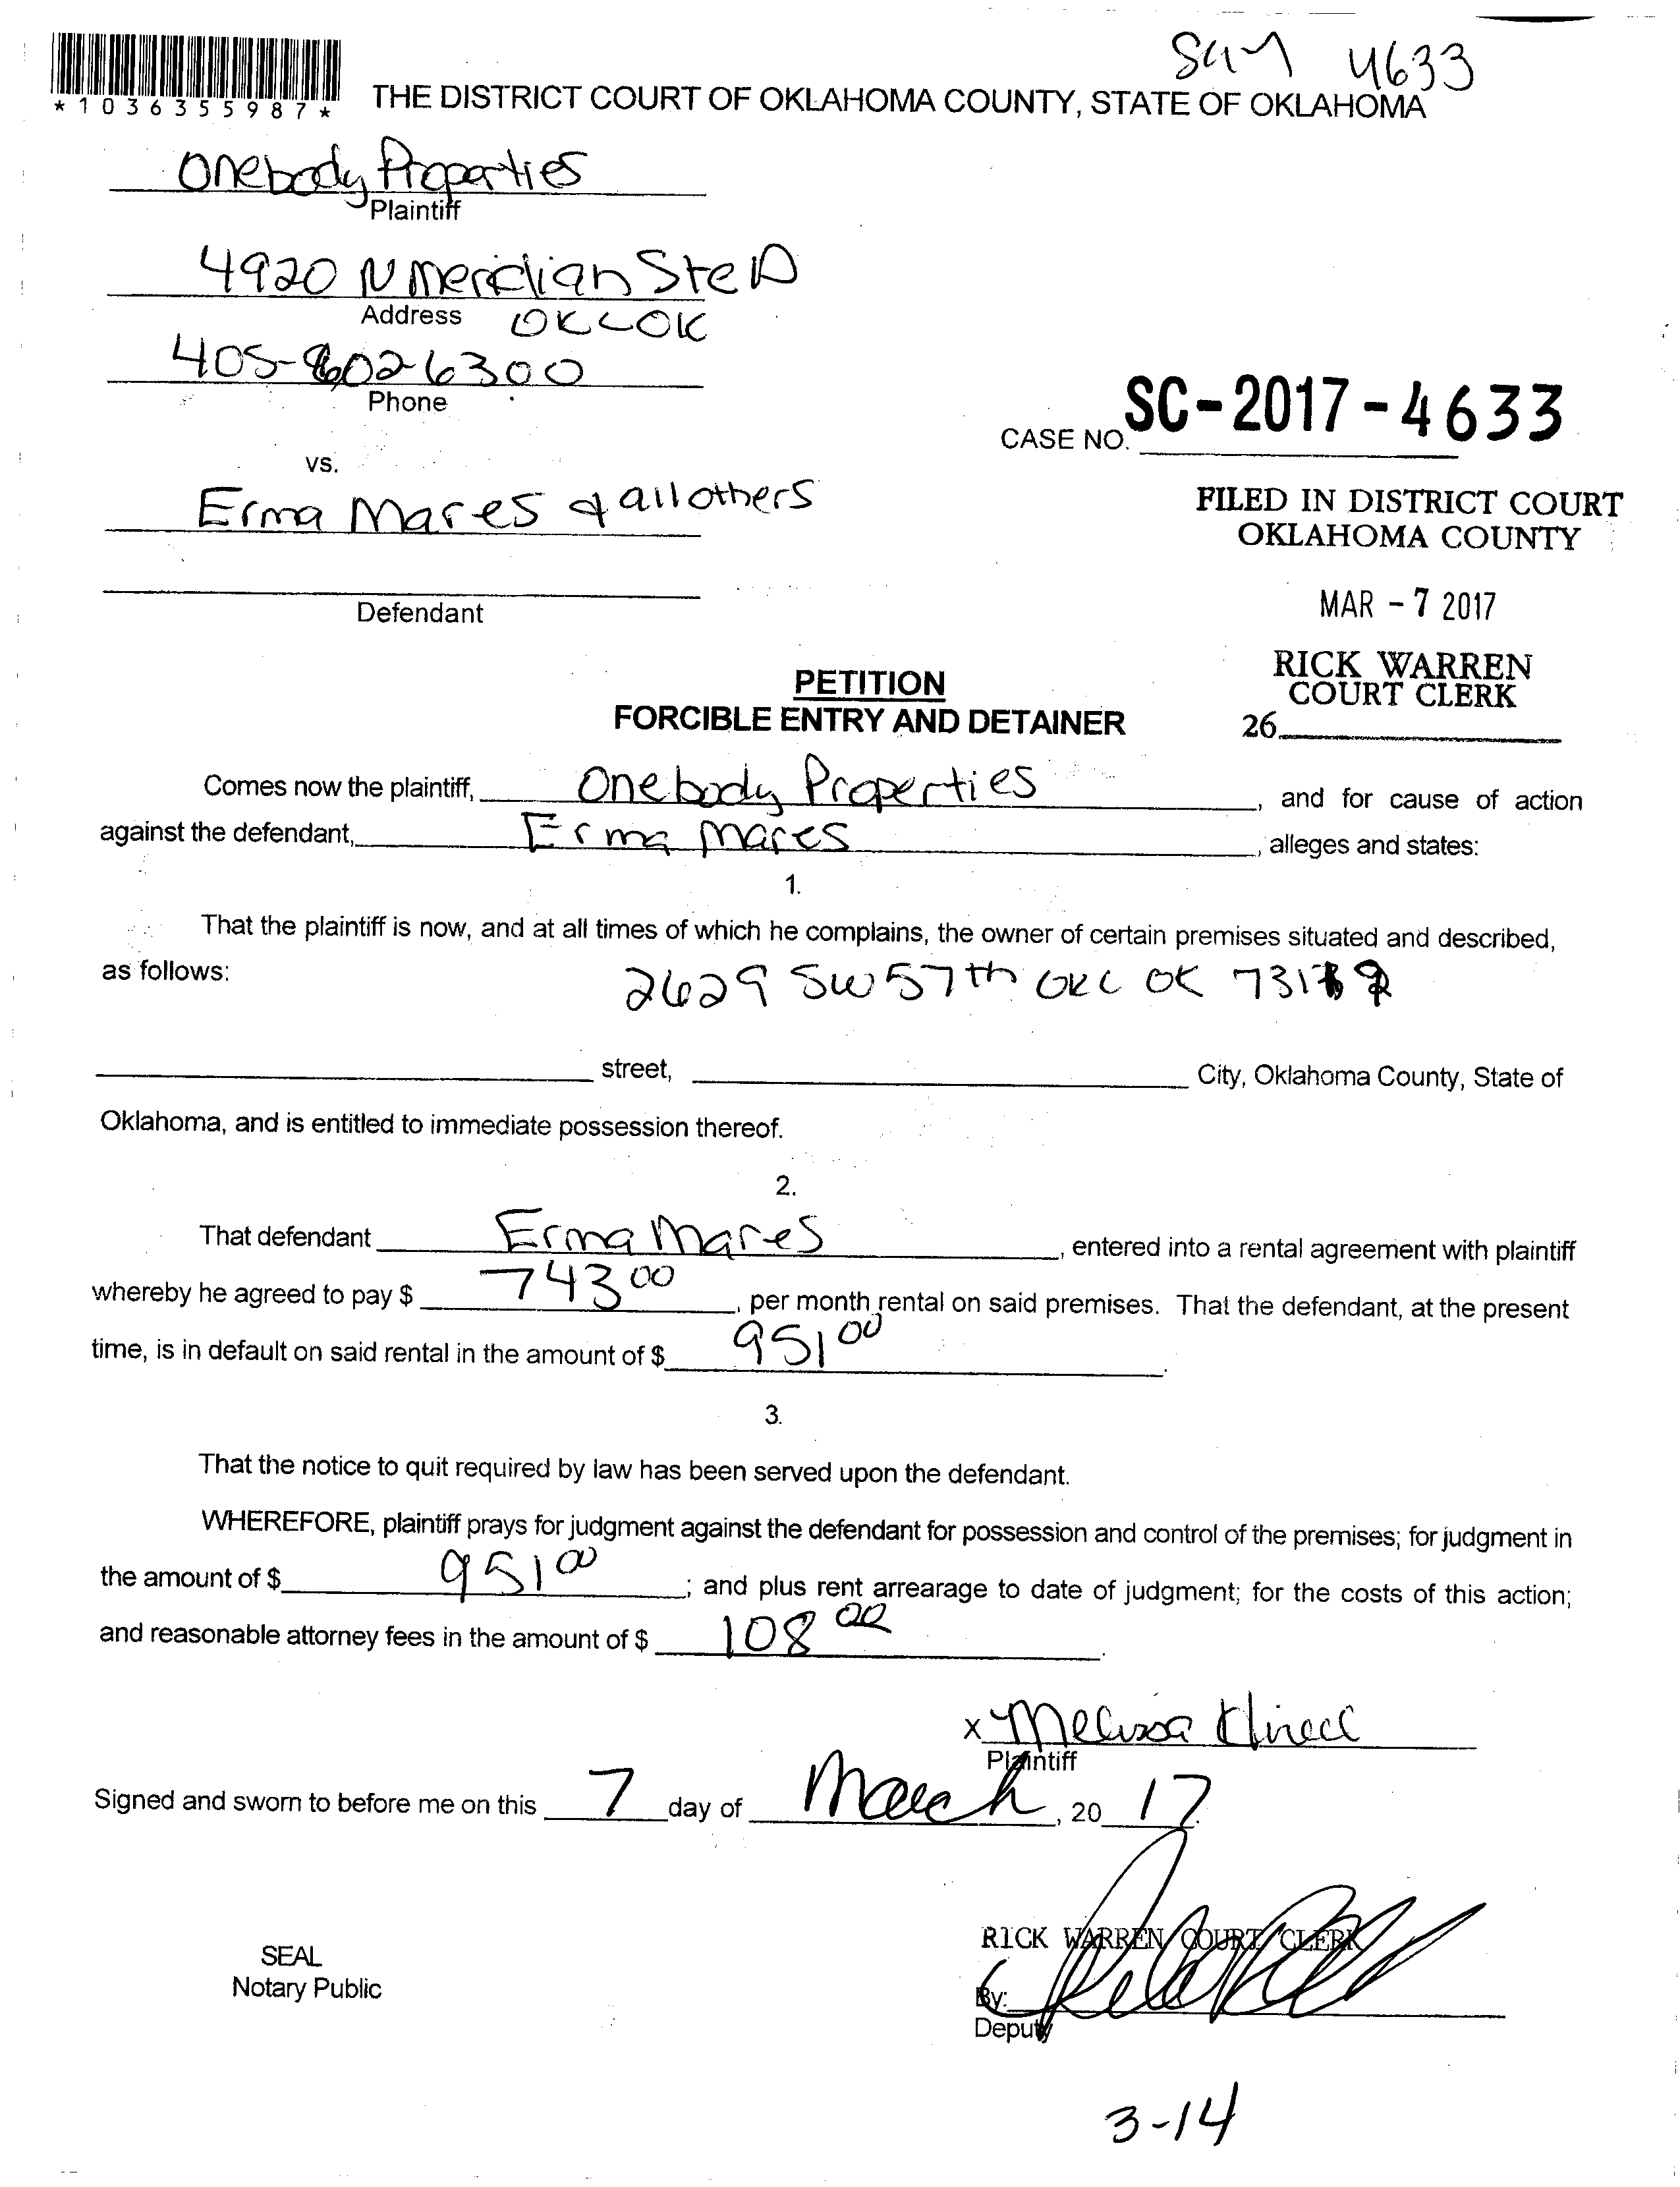 4633
*1036355987*
THE DISTRICT COURT OF OKLAHOMA COUNTY, STATE OF OKLAHOMA
Onebody Properties
Plaintiff
4920 N Meridian Ste D
Address OKC OK
405-602-6300
Phone
CASE NO. SC-2017-4633
vs.
Erma Mares & all others
FILED IN DISTRICT COURT
OKLAHOMA COUNTY
Defendant
MAR - 7 2017
RICK WARREN
COURT CLERK
26
PETITION
FORCIBLE ENTRY AND DETAINER
Comes now the plaintiff, Onebody Properties, and for cause of action
against the defendant, Erma Mares, alleges and states:
1.
That the plaintiff is now, and at all times of which he complains, the owner of certain premises situated and described,
as follows: 2629 SW 57th OKC OK
street, City, Oklahoma County, State of
Oklahoma, and is entitled to immediate possession thereof.
2.
That defendant Erma Mares, entered into a rental agreement with plaintiff
whereby he agreed to pay $ 743 00, per month rental on said premises. That the defendant, at the present
time, is in default on said rental in the amount of $ 951 00.
3.
That the notice to quit required by law has been served upon the defendant.
WHEREFORE, plaintiff prays for judgment against the defendant for possession and control of the premises; for judgment in
the amount of $ 951 00; and plus rent arrearage to date of judgment; for the costs of this action;
and reasonable attorney fees in the amount of $ 108 00.
x Melissa
Plaintiff
Signed and sworn to before me on this 7 day of March, 20 17.
RICK WARREN COURT CLERK
SEAL
Notary Public
By:
Deputy
3-14